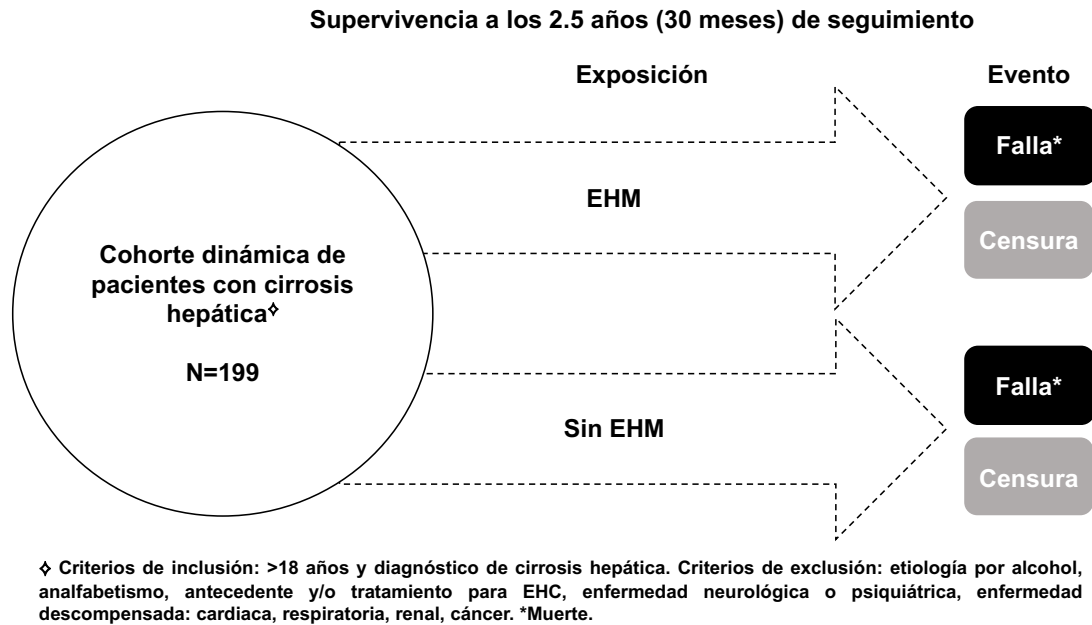 Supervivencia a los 2.5 años (30 meses) de seguimiento
Exposición
Evento
Cohorte dinámica de
pacientes con cirrosis
hepática✧
N=199
EHM
Falla*
Censura
Sin EHM
Falla*
Censura
✧ Criterios de inclusión: >18 años y diagnóstico de cirrosis hepática. Criterios de exclusión: etiología por alcohol,
analfabetismo, antecedente y/o tratamiento para EHC, enfermedad neurológica o psiquiátrica, enfermedad
descompensada: cardiaca, respiratoria, renal, cáncer. *Muerte.